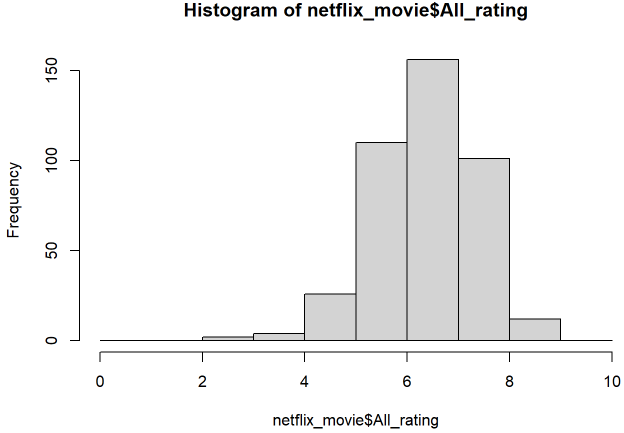 Histogram of netflix_movie$All_rating
150
100
50
0
Frequency
0 2 4 6 8 10
netflix_movie$All_rating